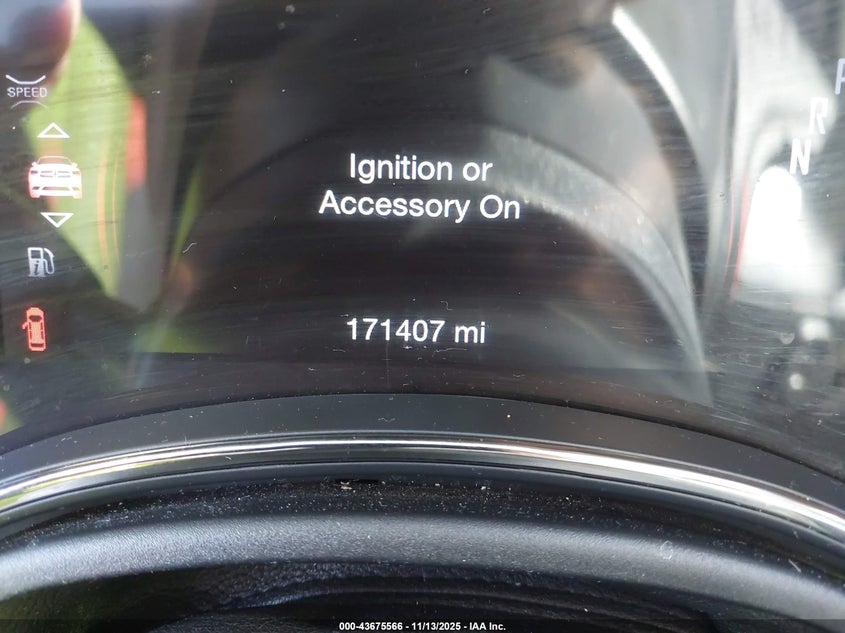 SPEED
P
R
N
Ignition or
Accessory On
171407 mi
000-43675566 - 11/13/2025 - IAA Inc.